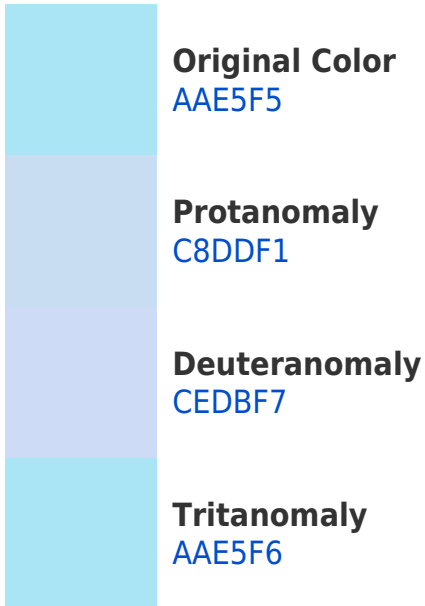 Original Color
AAE5F5
Protanomaly
C8DDF1
Deuteranomaly
CEDBF7
Tritanomaly
AAE5F6